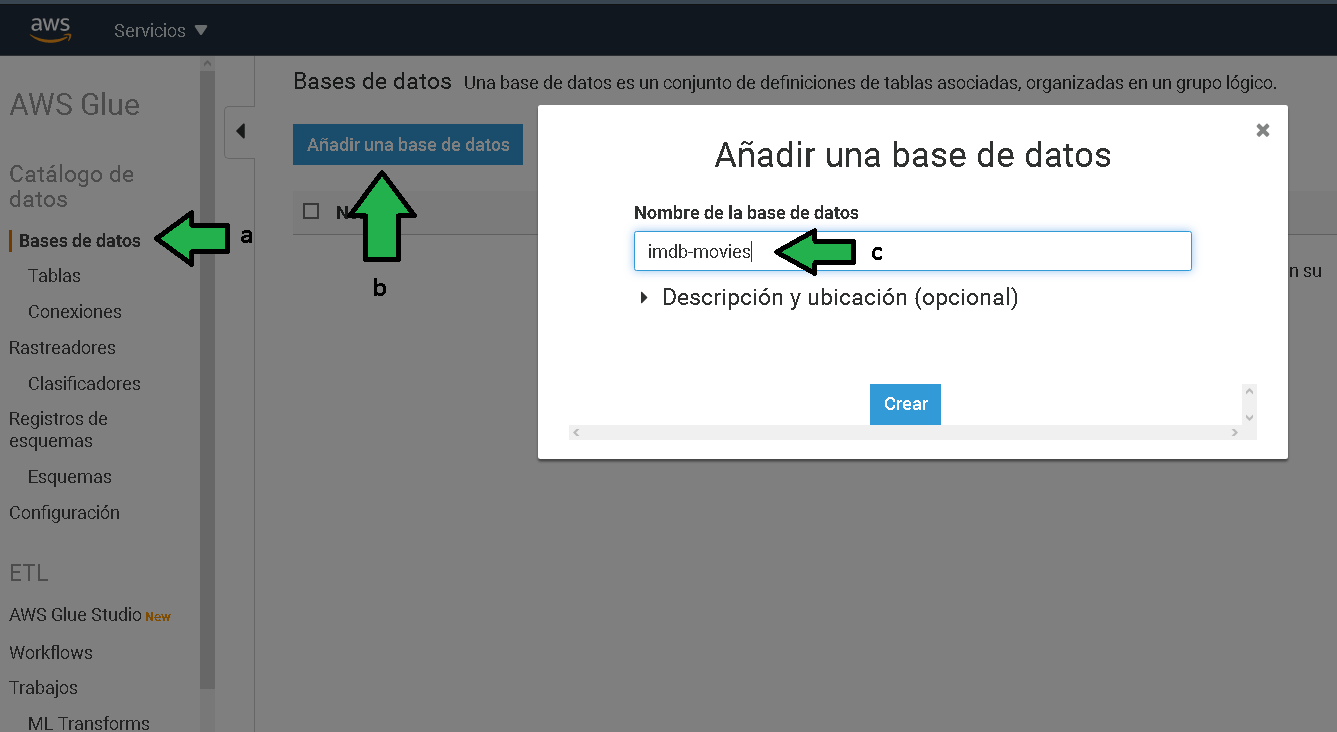 aws
Servicios
AWS Glue
Catálogo de
datos
Bases de datos
a
Tablas
Conexiones
Rastreadores
Clasificadores
Registros de
esquemas
Esquemas
Configuración
ETL
AWS Glue Studio New
Workflows
Trabajos
ML Transforms
Bases de datos Una base de datos es un conjunto de definiciones de tablas asociadas, organizadas en un grupo lógico.
Añadir una base de datos
b
n su
Añadir una base de datos
Nombre de la base de datos
imdb-movies
c
Descripción y ubicación (opcional)
Crear